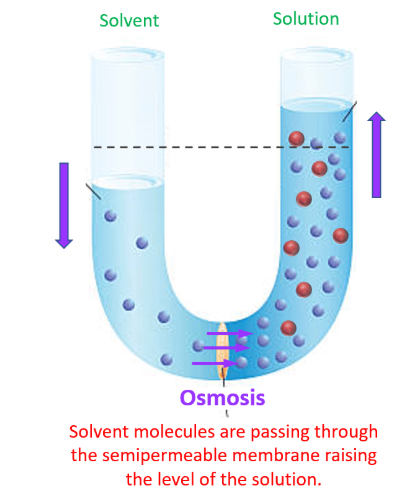 Solvent
Solution
Osmosis
Solvent molecules are passing through
the semipermeable membrane raising
the level of the solution.